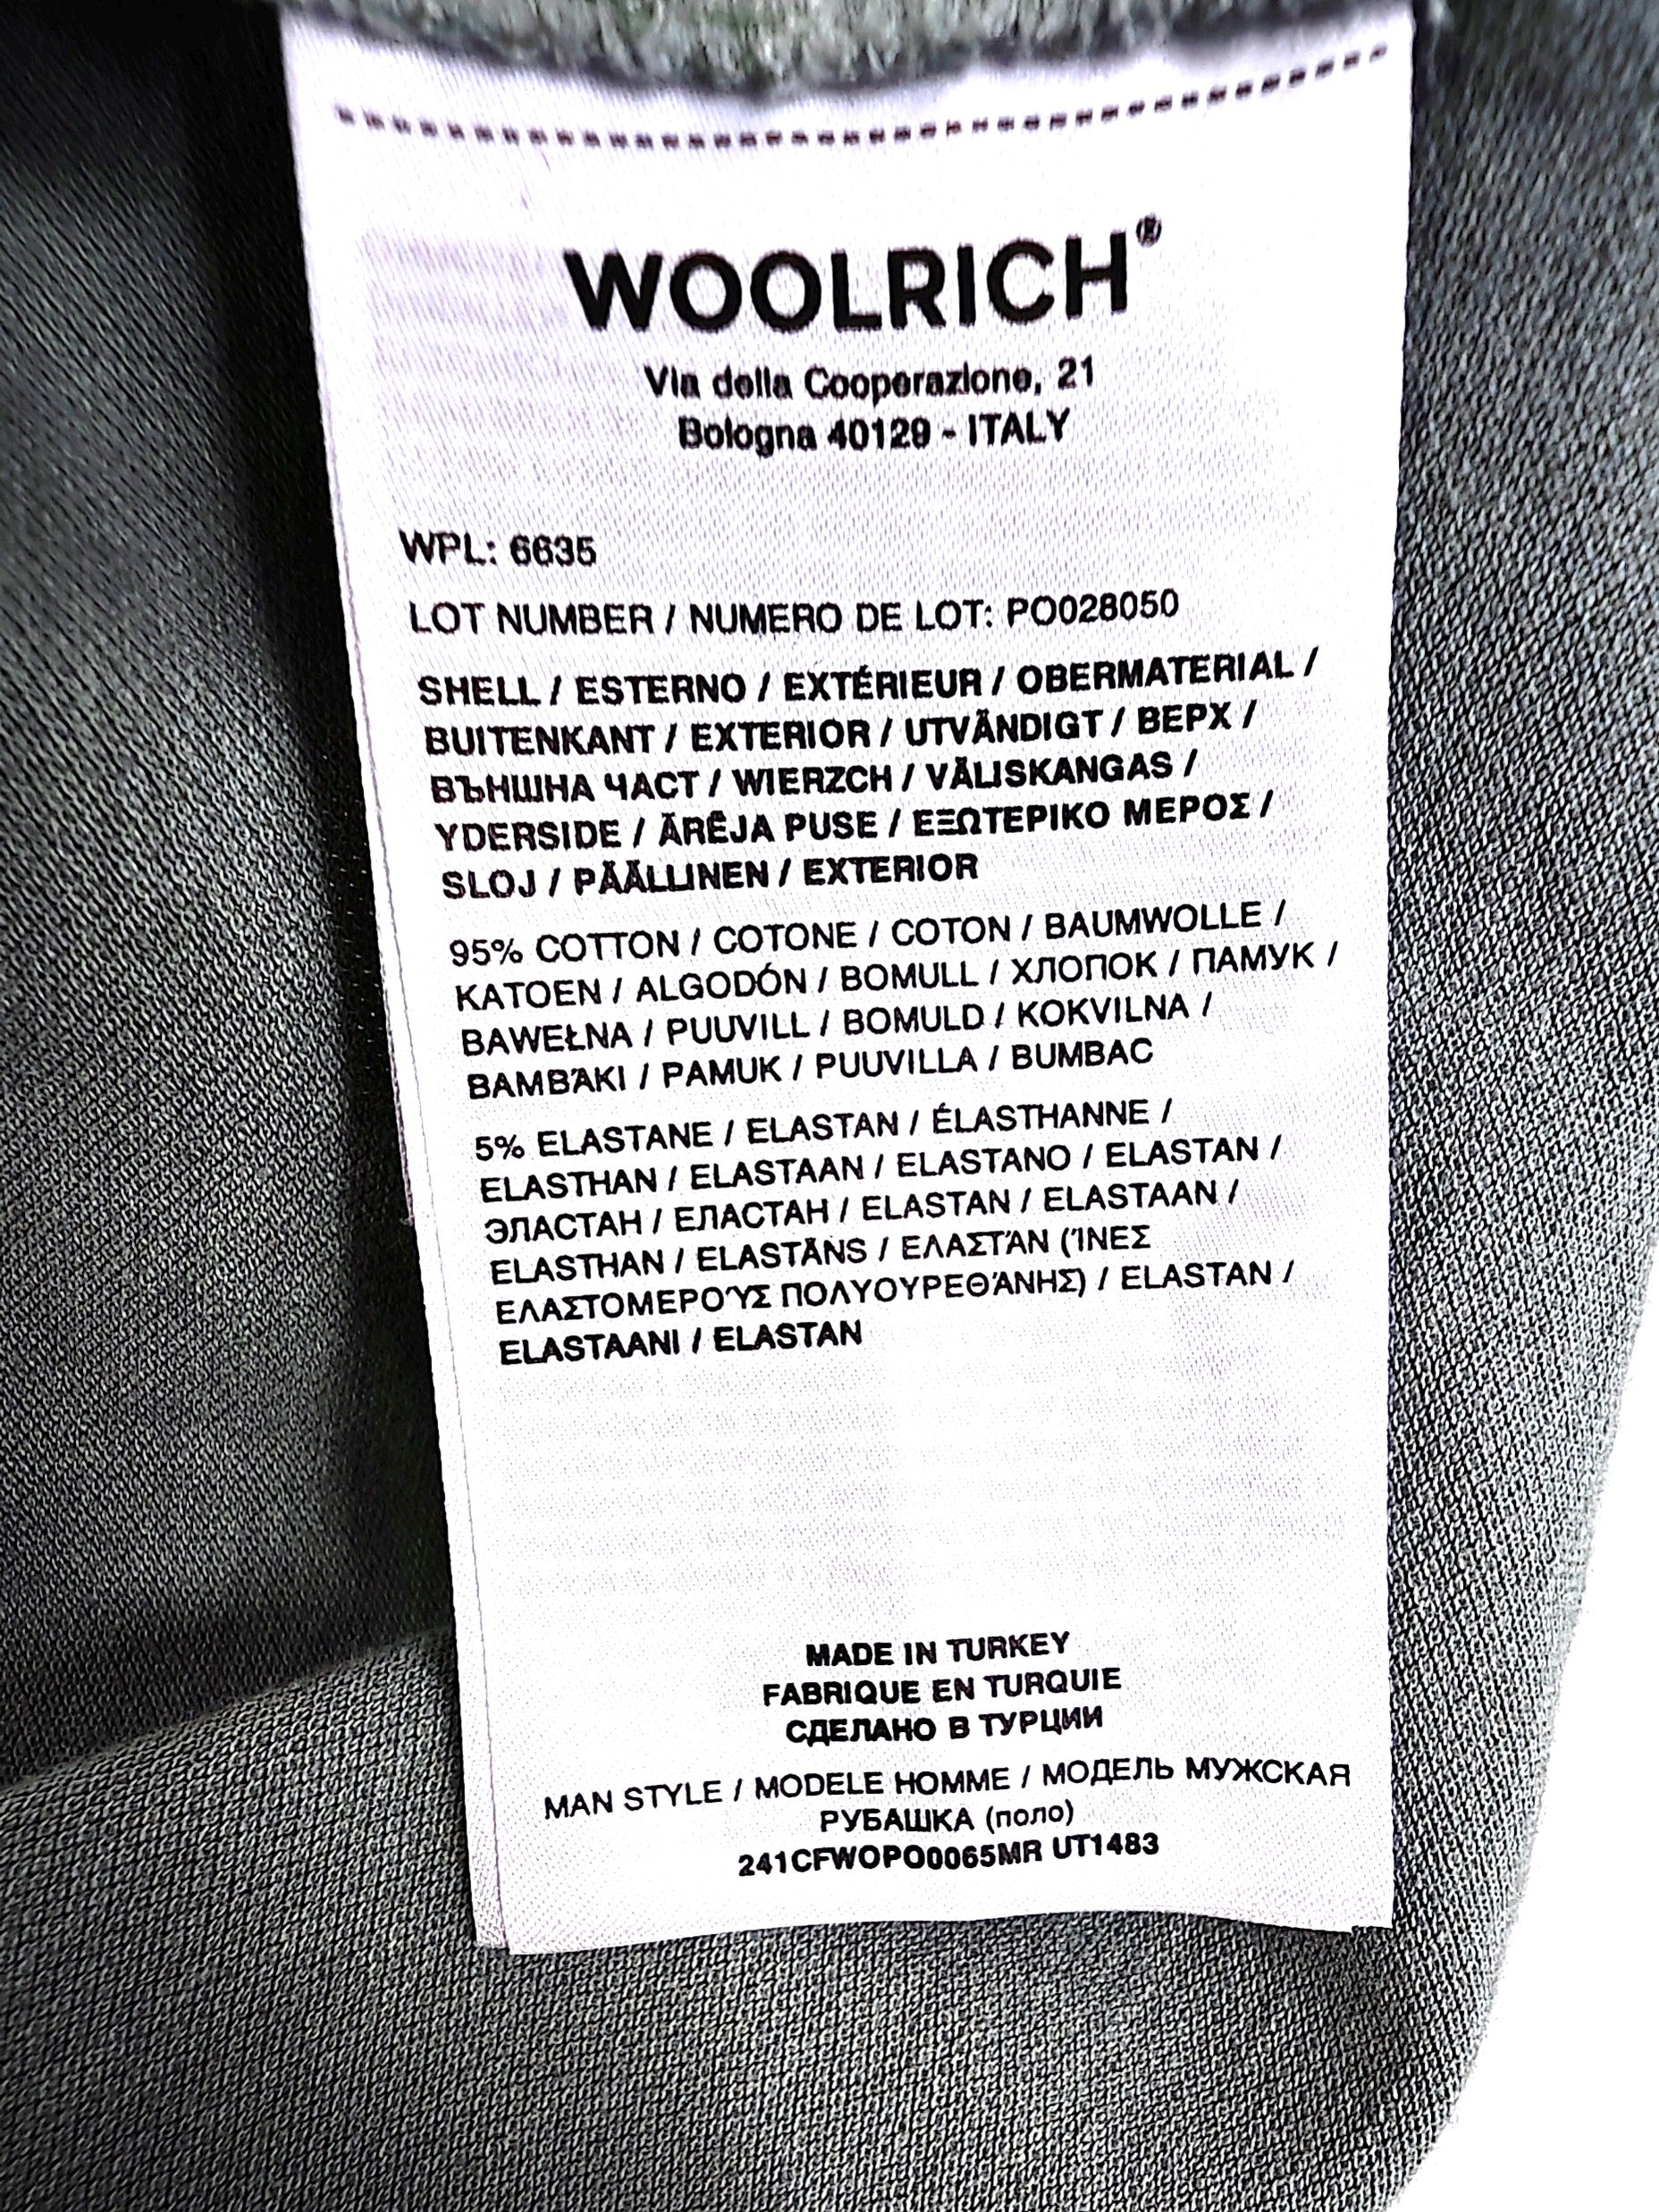 WOOLRICH®
Via della Cooperazione, 21
Bologna 40129 - ITALY
WPL: 6635
LOT NUMBER / NUMERO DE LOT: PO028050
SHELL / ESTERNO / EXTÉRIEUR / OBERMATERIAL /
BUITENKANT / EXTERIOR / UTVÄNDIGT / ВЕРХ /
ВЪНШНА ЧАСТ / WIERZCH / VÄLISKANGAS /
YDERSIDE / ĀRĒJA PUSE / ΕΞΩΤΕΡΙΚΟ ΜΕΡΟΣ /
SLOJ / PÄÄLLINEN / EXTERIOR
95% COTTON / COTONE / COTON / BAUMWOLLE /
KATOEN / ALGODÓN / BOMULL / ХЛОПОК / ПАМУК /
BAWEŁNA / PUUVILL / BOMULD / KOKVILNA /
ΒΑΜΒΆΚΙ / PAMUK / PUUVILLA / BUMBAC
5% ELASTANE / ELASTAN / ÉLASTHANNE /
ELASTHAN / ELASTAAN / ELASTANO / ELASTAN /
ЭЛАСТАН / ЕЛАСТАН / ELASTAN / ELASTAAN /
ELASTHAN / ELASTĀNS / ΕΛΑΣΤΆΝ (ΊΝΕΣ
ΕΛΑΣΤΟΜΕΡΟΎΣ ΠΟΛΥΟΥΡΕΘΆΝΗΣ) / ELASTAN /
ELASTAANI / ELASTAN
MADE IN TURKEY
FABRIQUE EN TURQUIE
СДЕЛАНО В ТУРЦИИ
MAN STYLE / MODELE HOMME / МОДЕЛЬ МУЖСКАЯ
РУБАШКА (поло)
241CFWOPO0065MR UT1483